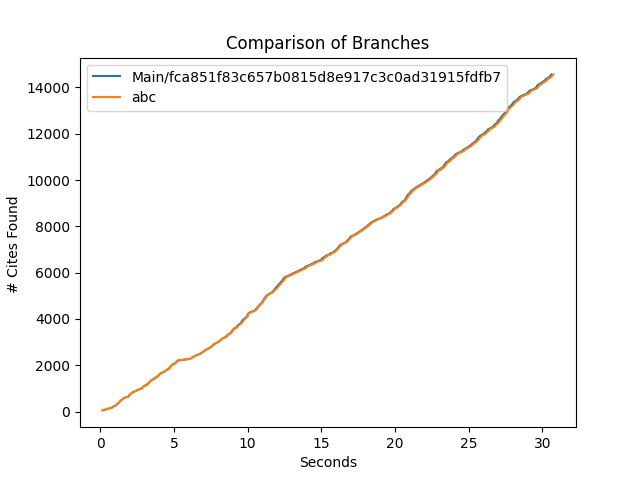 Comparison of Branches
Main/fca851f83c657b0815d8e917c3c0ad31915fdfb7
abc
# Cites Found
14000
12000
10000
8000
6000
4000
2000
0
0 5 10 15 20 25 30
Seconds